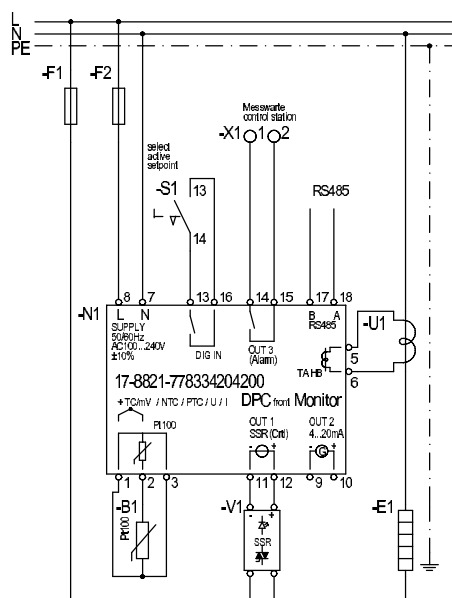 L
N
PE
-F1
-F2
Messwarte
control station
-X1 1 2
select
active
setpoint
-S1 13
14
RS485
8 7 13 16 14 15 17 18
-N1
L N B A
SUPPLY
50/60Hz
AC100...240V
±10%
DIG IN
OUT 3
(Alarm)
RS485
-U1
5
TAHB
6
17-8821-778334204200
DPC front Monitor
+ TC/mV / NTC / PTC / U / I
Pt100
OUT 1
SSR (Crtl)
OUT 2
4...20mA
- +
- +
G
1 2 3 11 12 9 10
-B1
Pt100
-V1
- +
SSR
-E1